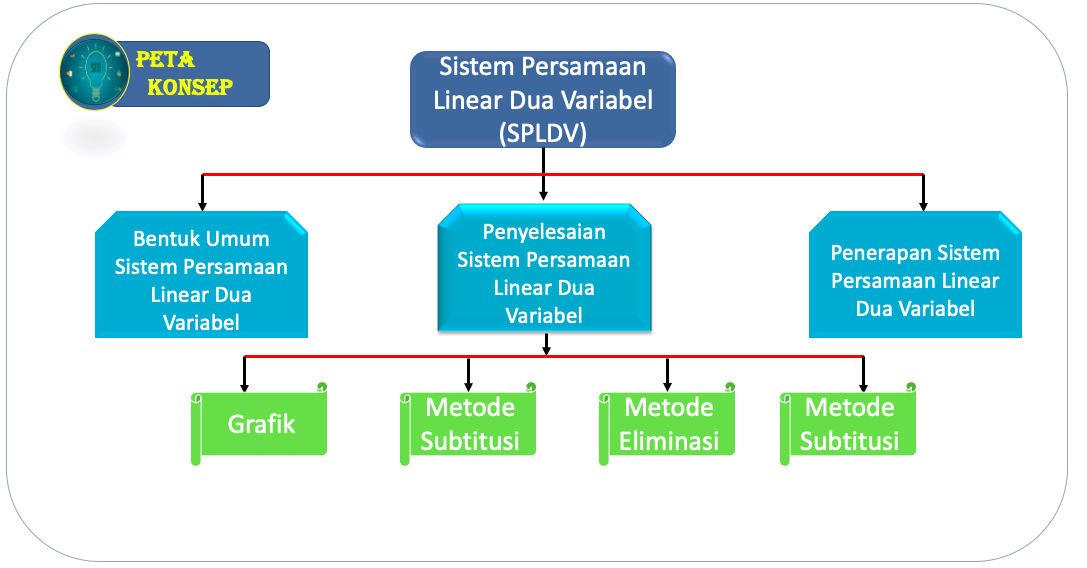 PETA
KONSEP
Sistem Persamaan
Linear Dua Variabel
(SPLDV)
Bentuk Umum
Sistem Persamaan
Linear Dua
Variabel
Penyelesaian
Sistem Persamaan
Linear Dua
Variabel
Penerapan Sistem
Persamaan Linear
Dua Variabel
Grafik
Metode
Subtitusi
Metode
Eliminasi
Metode
Subtitusi